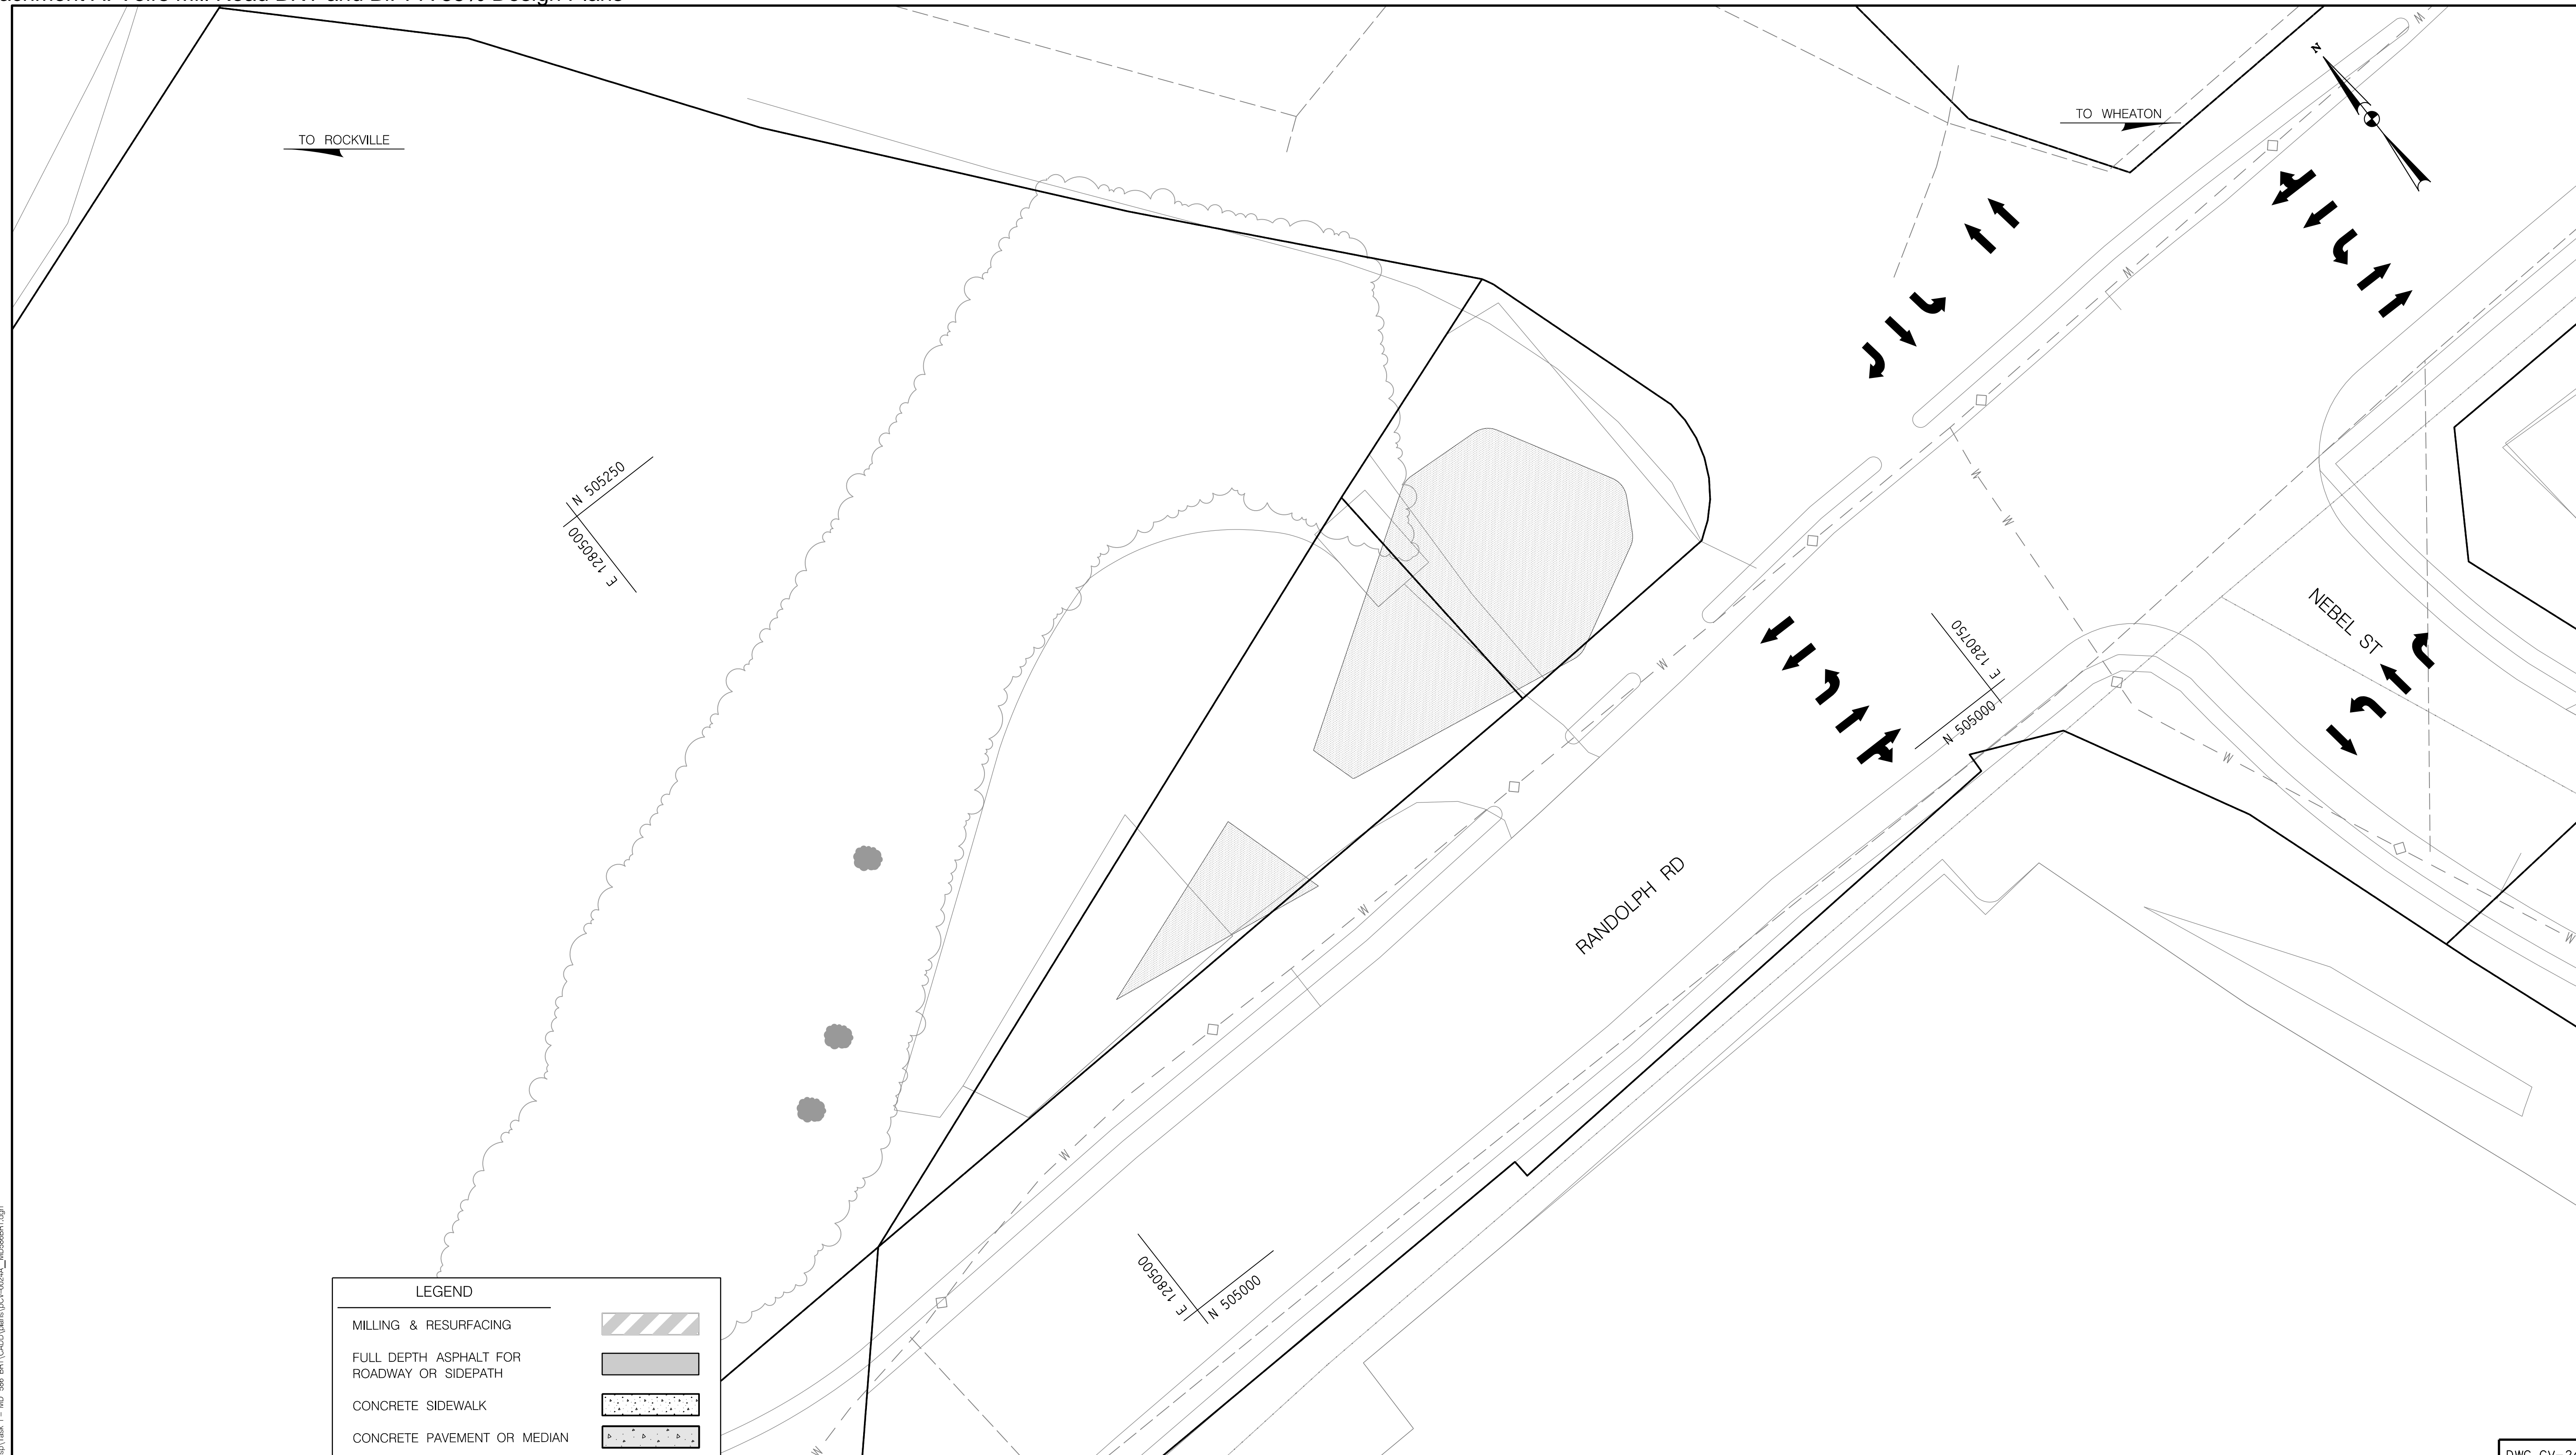 TO ROCKVILLE
TO WHEATON
N
W
W
W
W
N 505250
E 1280500
NEBEL ST
E 1280750
N 505000
W
W
W
W
RANDOLPH RD
W
E 1280500
N 505000
W
LEGEND
MILLING & RESURFACING
FULL DEPTH ASPHALT FOR
ROADWAY OR SIDEPATH
CONCRETE SIDEWALK
CONCRETE PAVEMENT OR MEDIAN
W